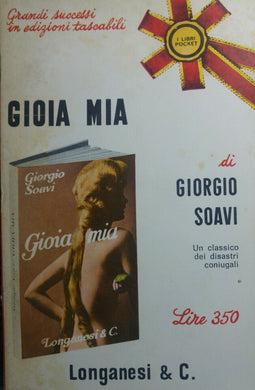 Grandi successi
in edizioni tascabili
I LIBRI
POCKET
GIOIA MIA
di
GIORGIO
SOAVI
Un classico
dei disastri
coniugali
Lire 350
Giorgio
Soavi
Gioia mia
Longanesi & C.
Longanesi & C.